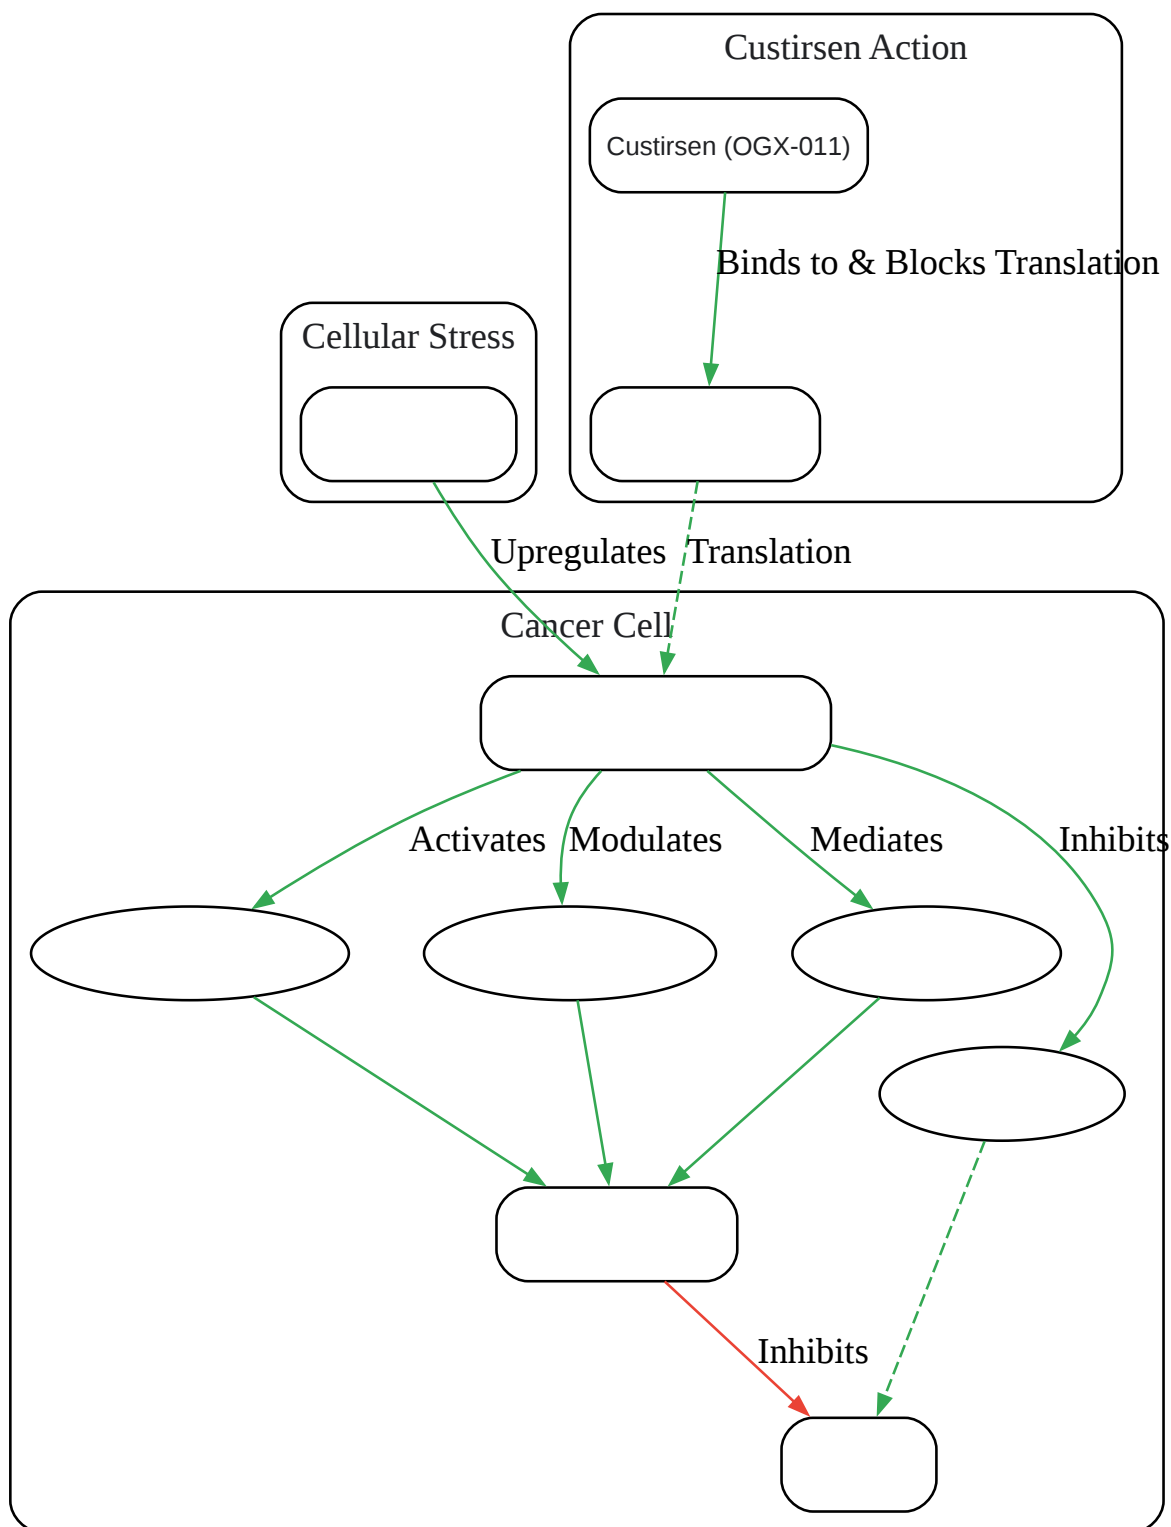 Custirsen Action
Custirsen (OGX-011)
Binds to & Blocks Translation
Cellular Stress
Upregulates
Translation
Cancer Cell
Activates
Modulates
Mediates
Inhibits
Inhibits